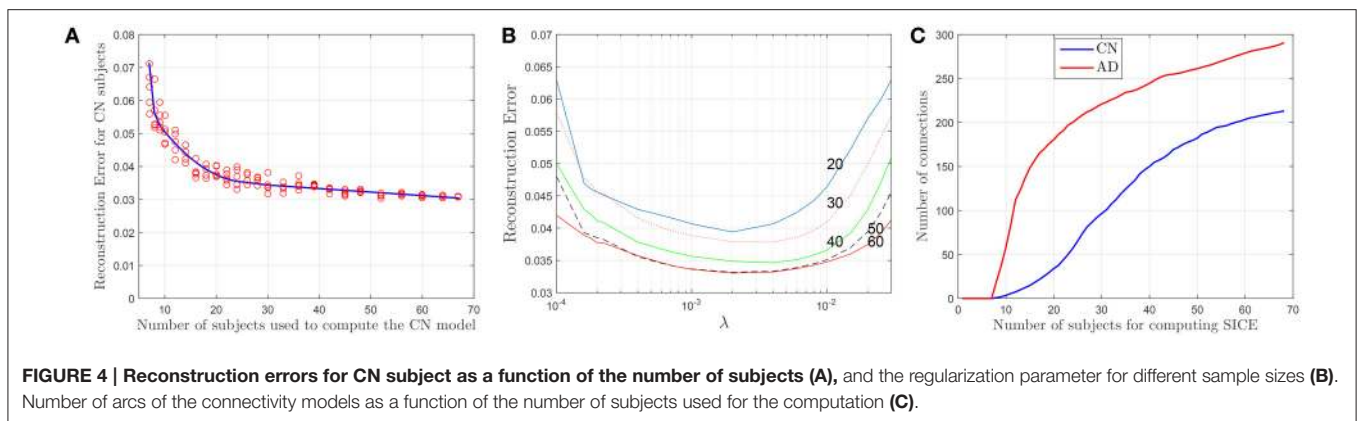 A
0.08
0.07
0.06
0.05
0.04
0.03
0.02
0.01
0
10 20 30 40 50 60 70
Reconstruction Error for CN subjects
Number of subjects used to compute the CN model
B
0.07
0.065
0.06
0.055
0.05
0.045
0.04
0.035
0.03
10-4 10-3 10-2
Reconstruction Error
λ
20
30
40
50
60
C
300
250
200
150
100
50
0
0 10 20 30 40 50 60 70
Number of connections
Number of subjects for computing SICE
CN
AD
FIGURE 4 | Reconstruction errors for CN subject as a function of the number of subjects (A), and the regularization parameter for different sample sizes (B).
Number of arcs of the connectivity models as a function of the number of subjects used for the computation (C).